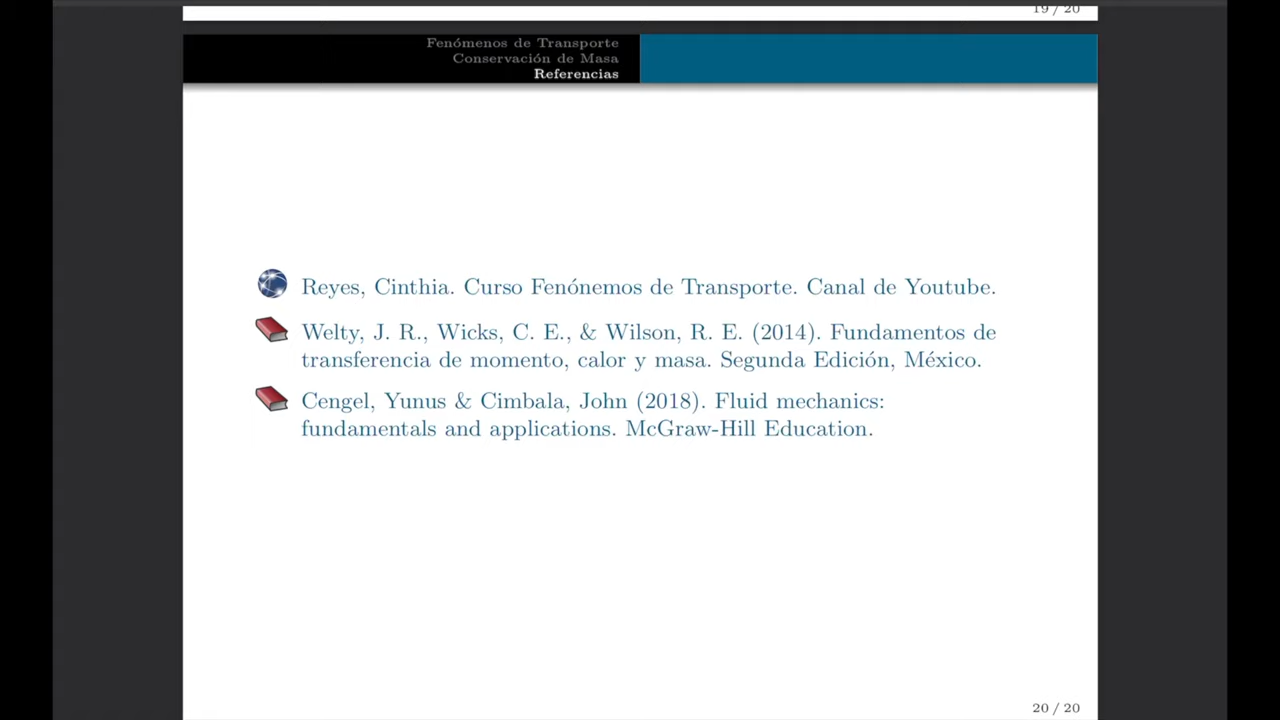 19 / 20
Fenómenos de Transporte
Conservación de Masa
Referencias
Reyes, Cinthia. Curso Fenónemos de Transporte. Canal de Youtube.
Welty, J. R., Wicks, C. E., & Wilson, R. E. (2014). Fundamentos de
transferencia de momento, calor y masa. Segunda Edición, México.
Cengel, Yunus & Cimbala, John (2018). Fluid mechanics:
fundamentals and applications. McGraw-Hill Education.
20 / 20